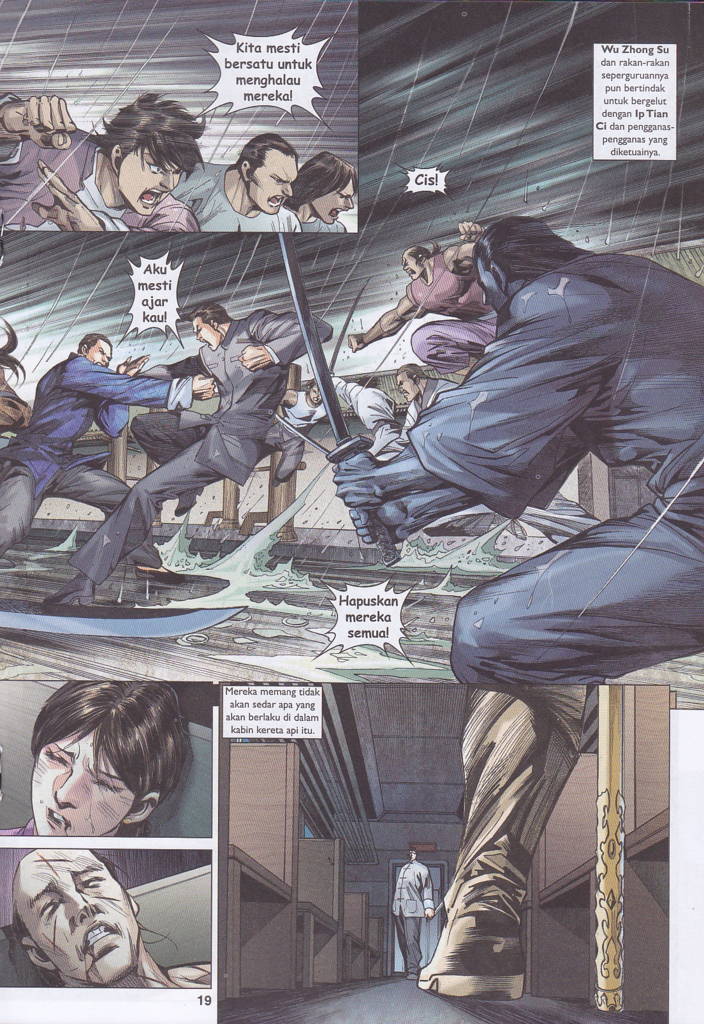 Kita mesti
bersatu untuk
menghalau
mereka!
Wu Zhong Su
dan rakan-rakan
seperguruannya
pun bertindak
untuk bergelut
dengan Ip Tian
Ci dan pengganas-
pengganas yang
diketuainya.
Cis!
Aku
mesti
ajar
kau!
Hapuskan
mereka
semua!
Mereka memang tidak
akan sedar apa yang
akan berlaku di dalam
kabin kereta api itu.
19